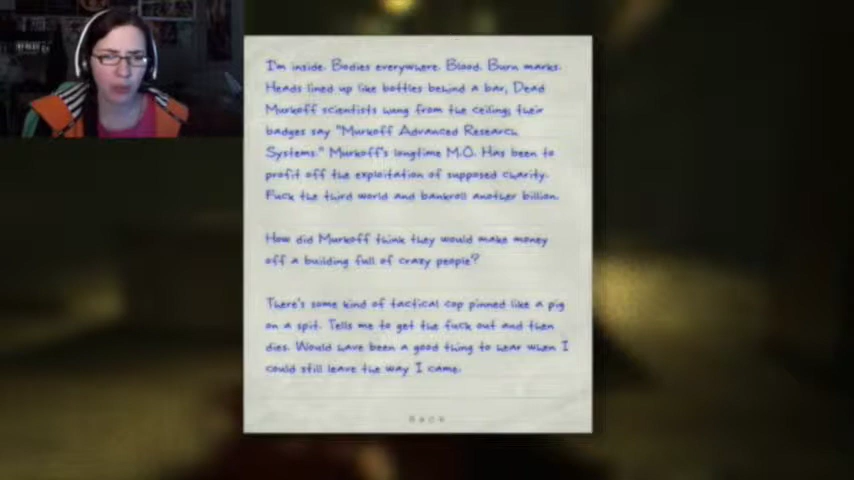 I'm inside. Bodies everywhere. Blood. Burn marks.
Heads lined up like bottles behind a bar, Dead
Murkoff scientists hung from the ceiling; their
badges say "Murkoff Advanced Research
Systems." Murkoff's longtime M.O. Has been to
profit off the exploitation of supposed charity.
Fuck the third world and bankroll another billion.
How did Murkoff think they would make money
off a building full of crazy people?
There's some kind of tactical cop pinned like a pig
on a spit. Tells me to get the fuck out and then
dies. Would have been a good thing to hear when I
could still leave the way I came.
Back